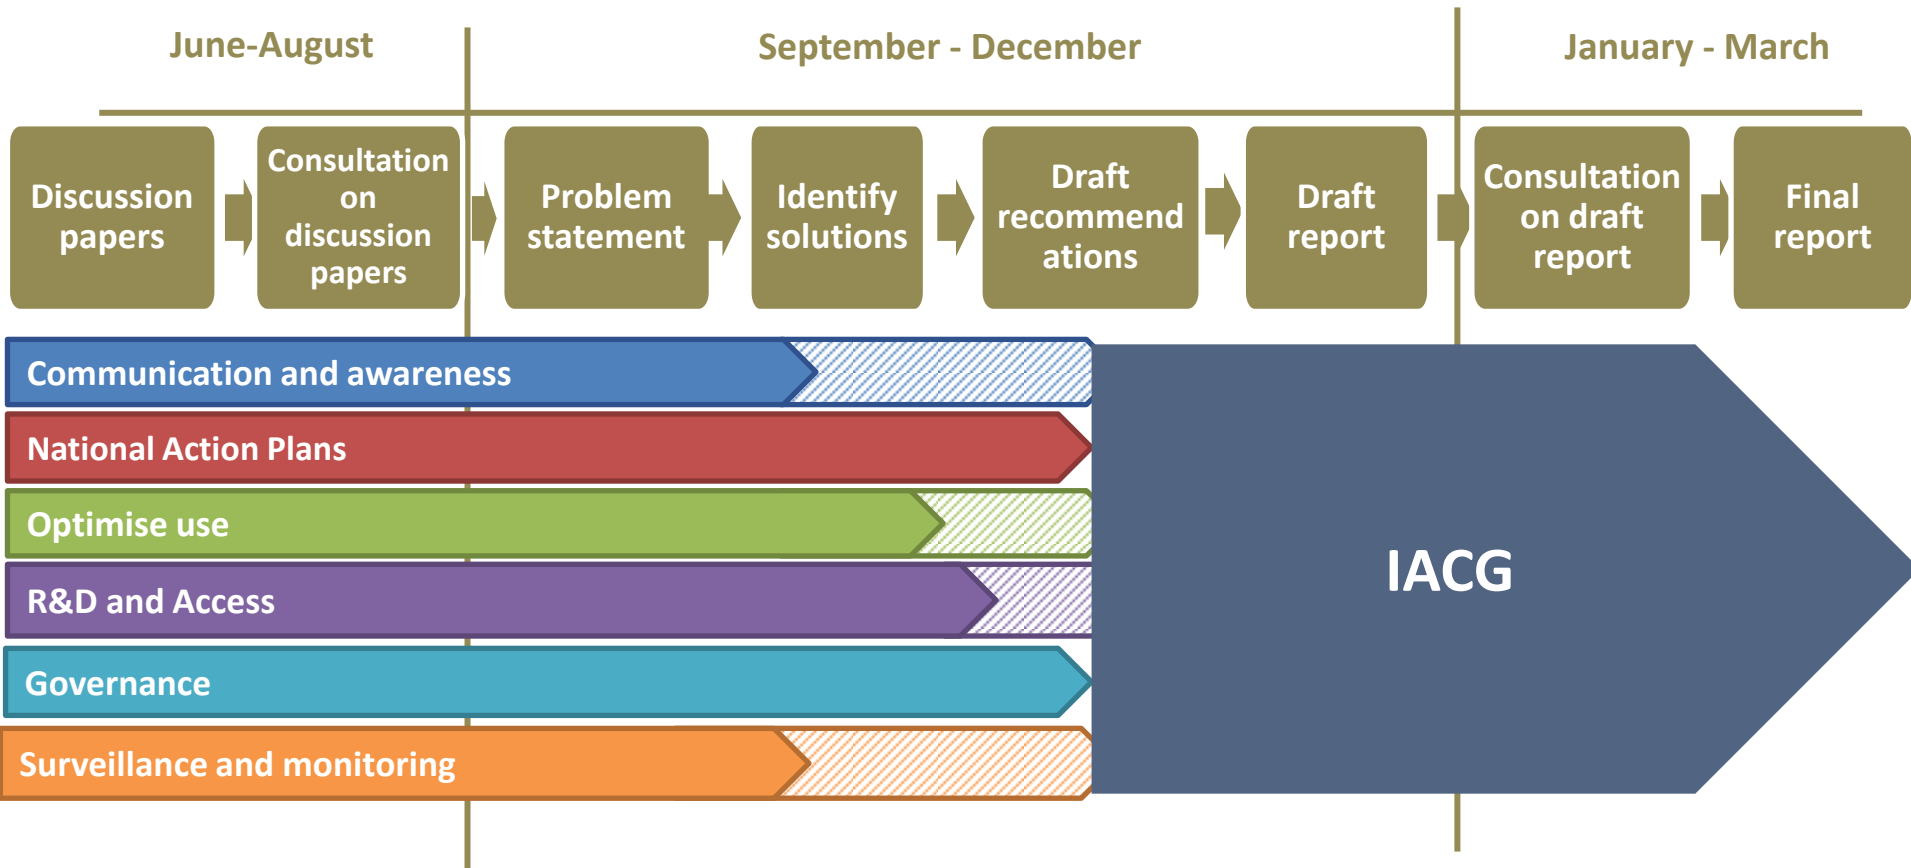 June-August
September - December
January - March
Discussion
papers
Consultation
on
discussion
papers
Problem
statement
Identify
solutions
Draft
recommend
ations
Draft
report
Consultation
on draft
report
Final
report
Communication and awareness
National Action Plans
Optimise use
R&D and Access
Governance
Surveillance and monitoring
IACG